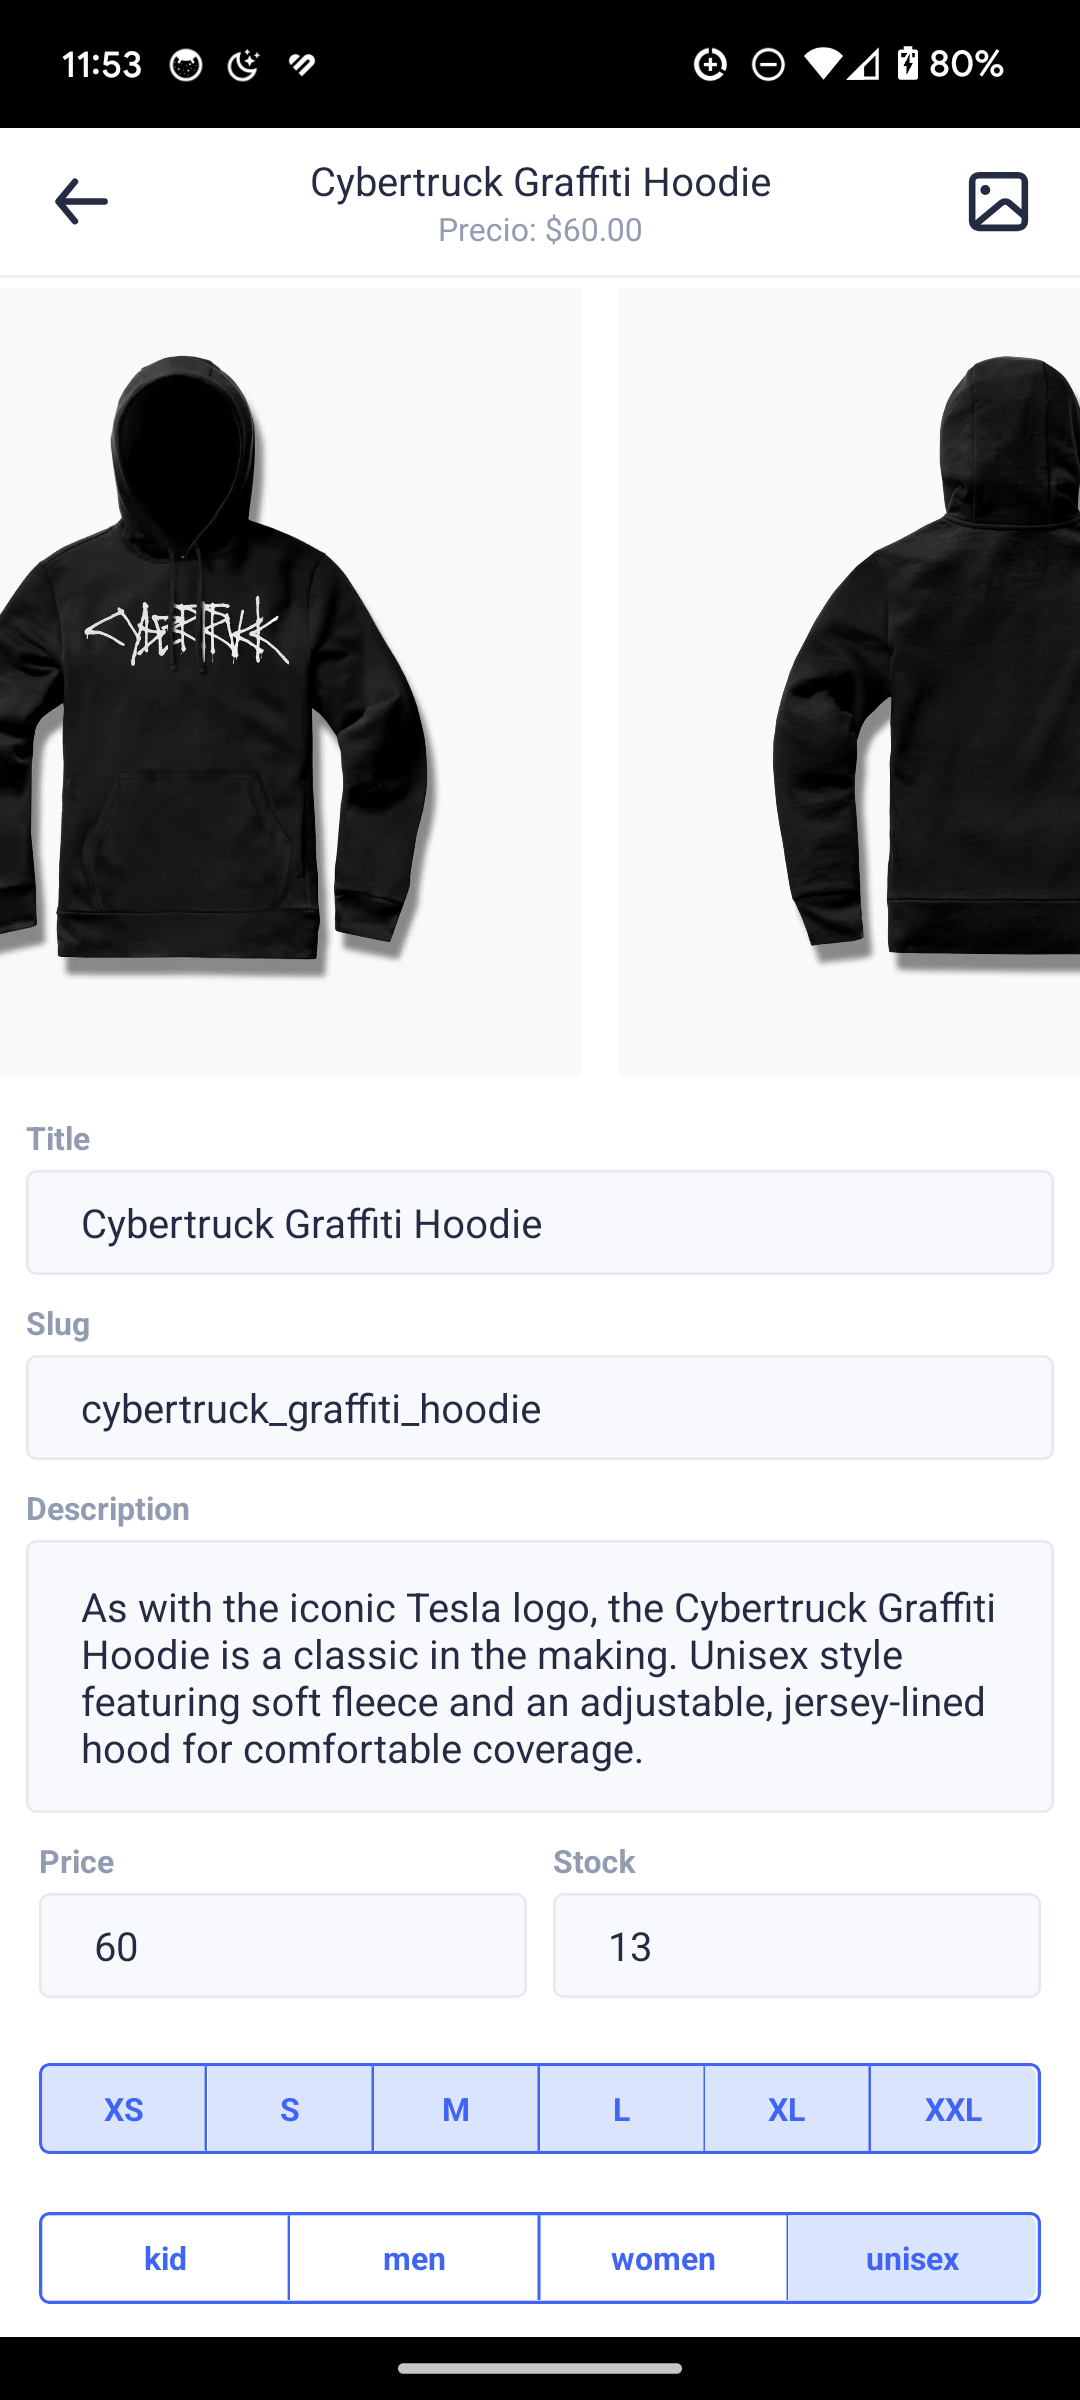 11:53
80%
Cybertruck Graffiti Hoodie
Precio: $60.00
Title
Cybertruck Graffiti Hoodie
Slug
cybertruck_graffiti_hoodie
Description
As with the iconic Tesla logo, the Cybertruck Graffiti
Hoodie is a classic in the making. Unisex style
featuring soft fleece and an adjustable, jersey-lined
hood for comfortable coverage.
Price
Stock
60
13
XS S M L XL XXL
kid men women unisex